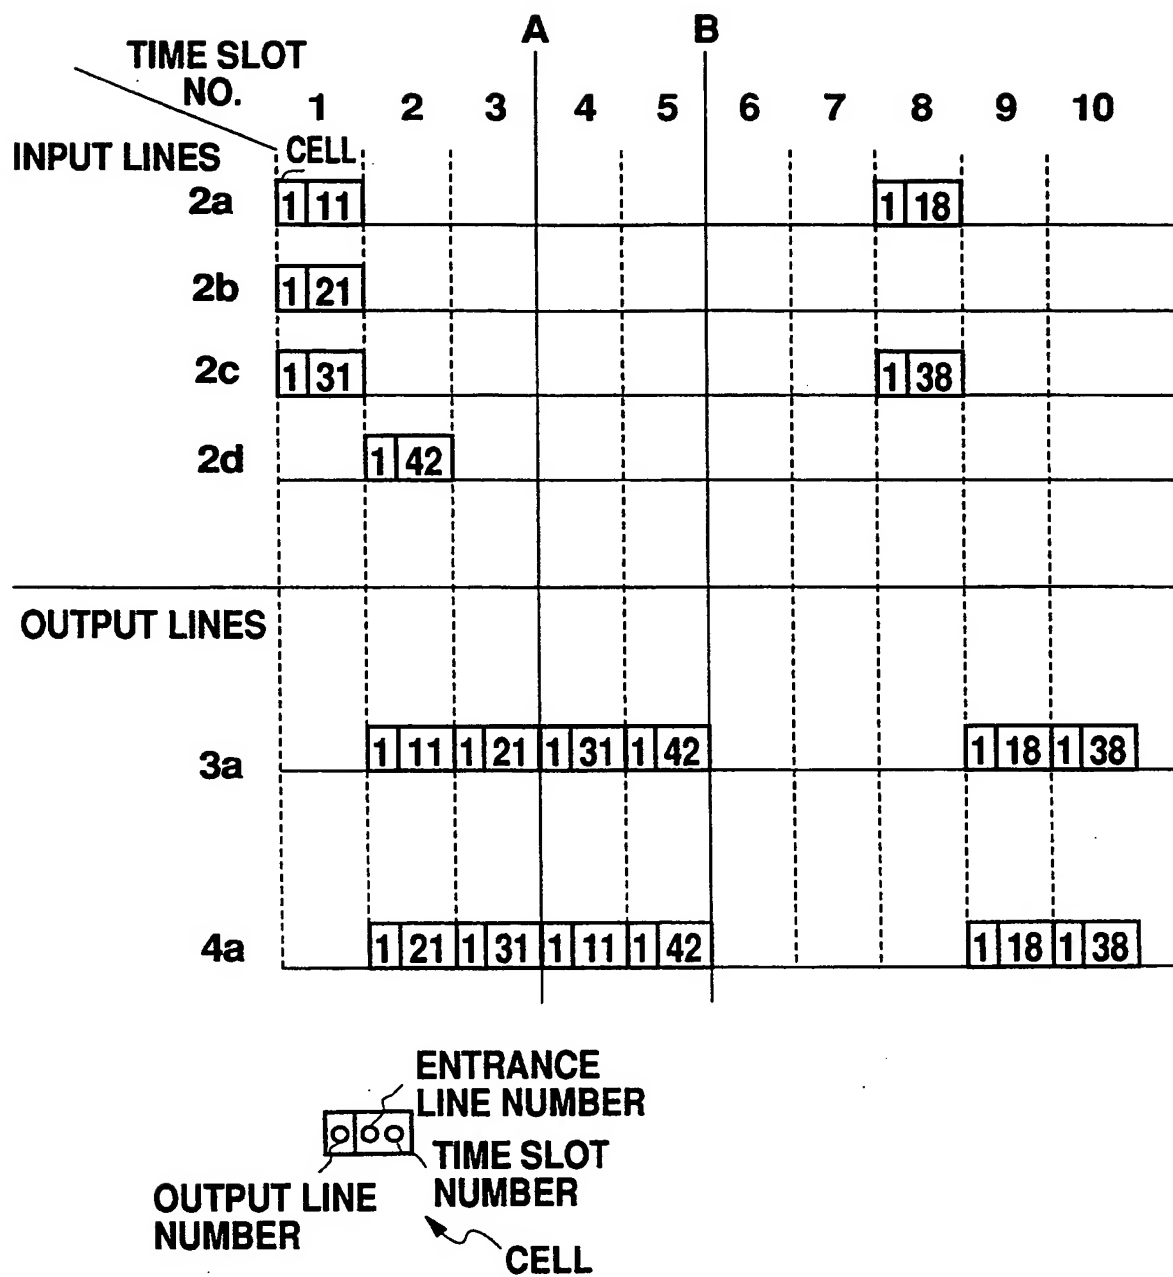 A B
TIME SLOT
NO.
1 2 3 4 5 6 7 8 9 10
INPUT LINES
CELL
2a 1 11 1 18
2b 1 21
2c 1 31 1 38
2d 1 42
OUTPUT LINES
3a 1 11 1 21 1 31 1 42 1 18 1 38
4a 1 21 1 31 1 11 1 42 1 18 1 38
ENTRANCE
LINE NUMBER
TIME SLOT
NUMBER
OUTPUT LINE
NUMBER
CELL